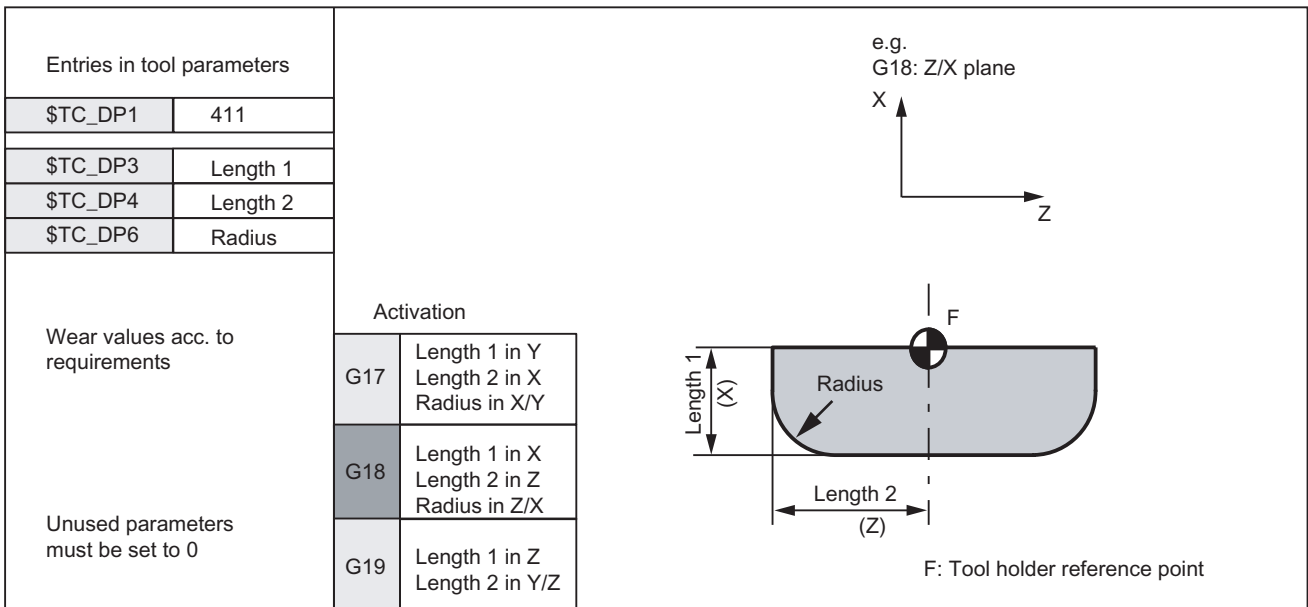 Entries in tool parameters
$TC_DP1 411
$TC_DP3 Length 1
$TC_DP4 Length 2
$TC_DP6 Radius
Wear values acc. to
requirements
Unused parameters
must be set to 0
Activation
G17
Length 1 in Y
Length 2 in X
Radius in X/Y
G18
Length 1 in X
Length 2 in Z
Radius in Z/X
G19
Length 1 in Z
Length 2 in Y/Z
e.g.
G18: Z/X plane
X
Z
F
Length 1
(X)
Radius
Length 2
(Z)
F: Tool holder reference point